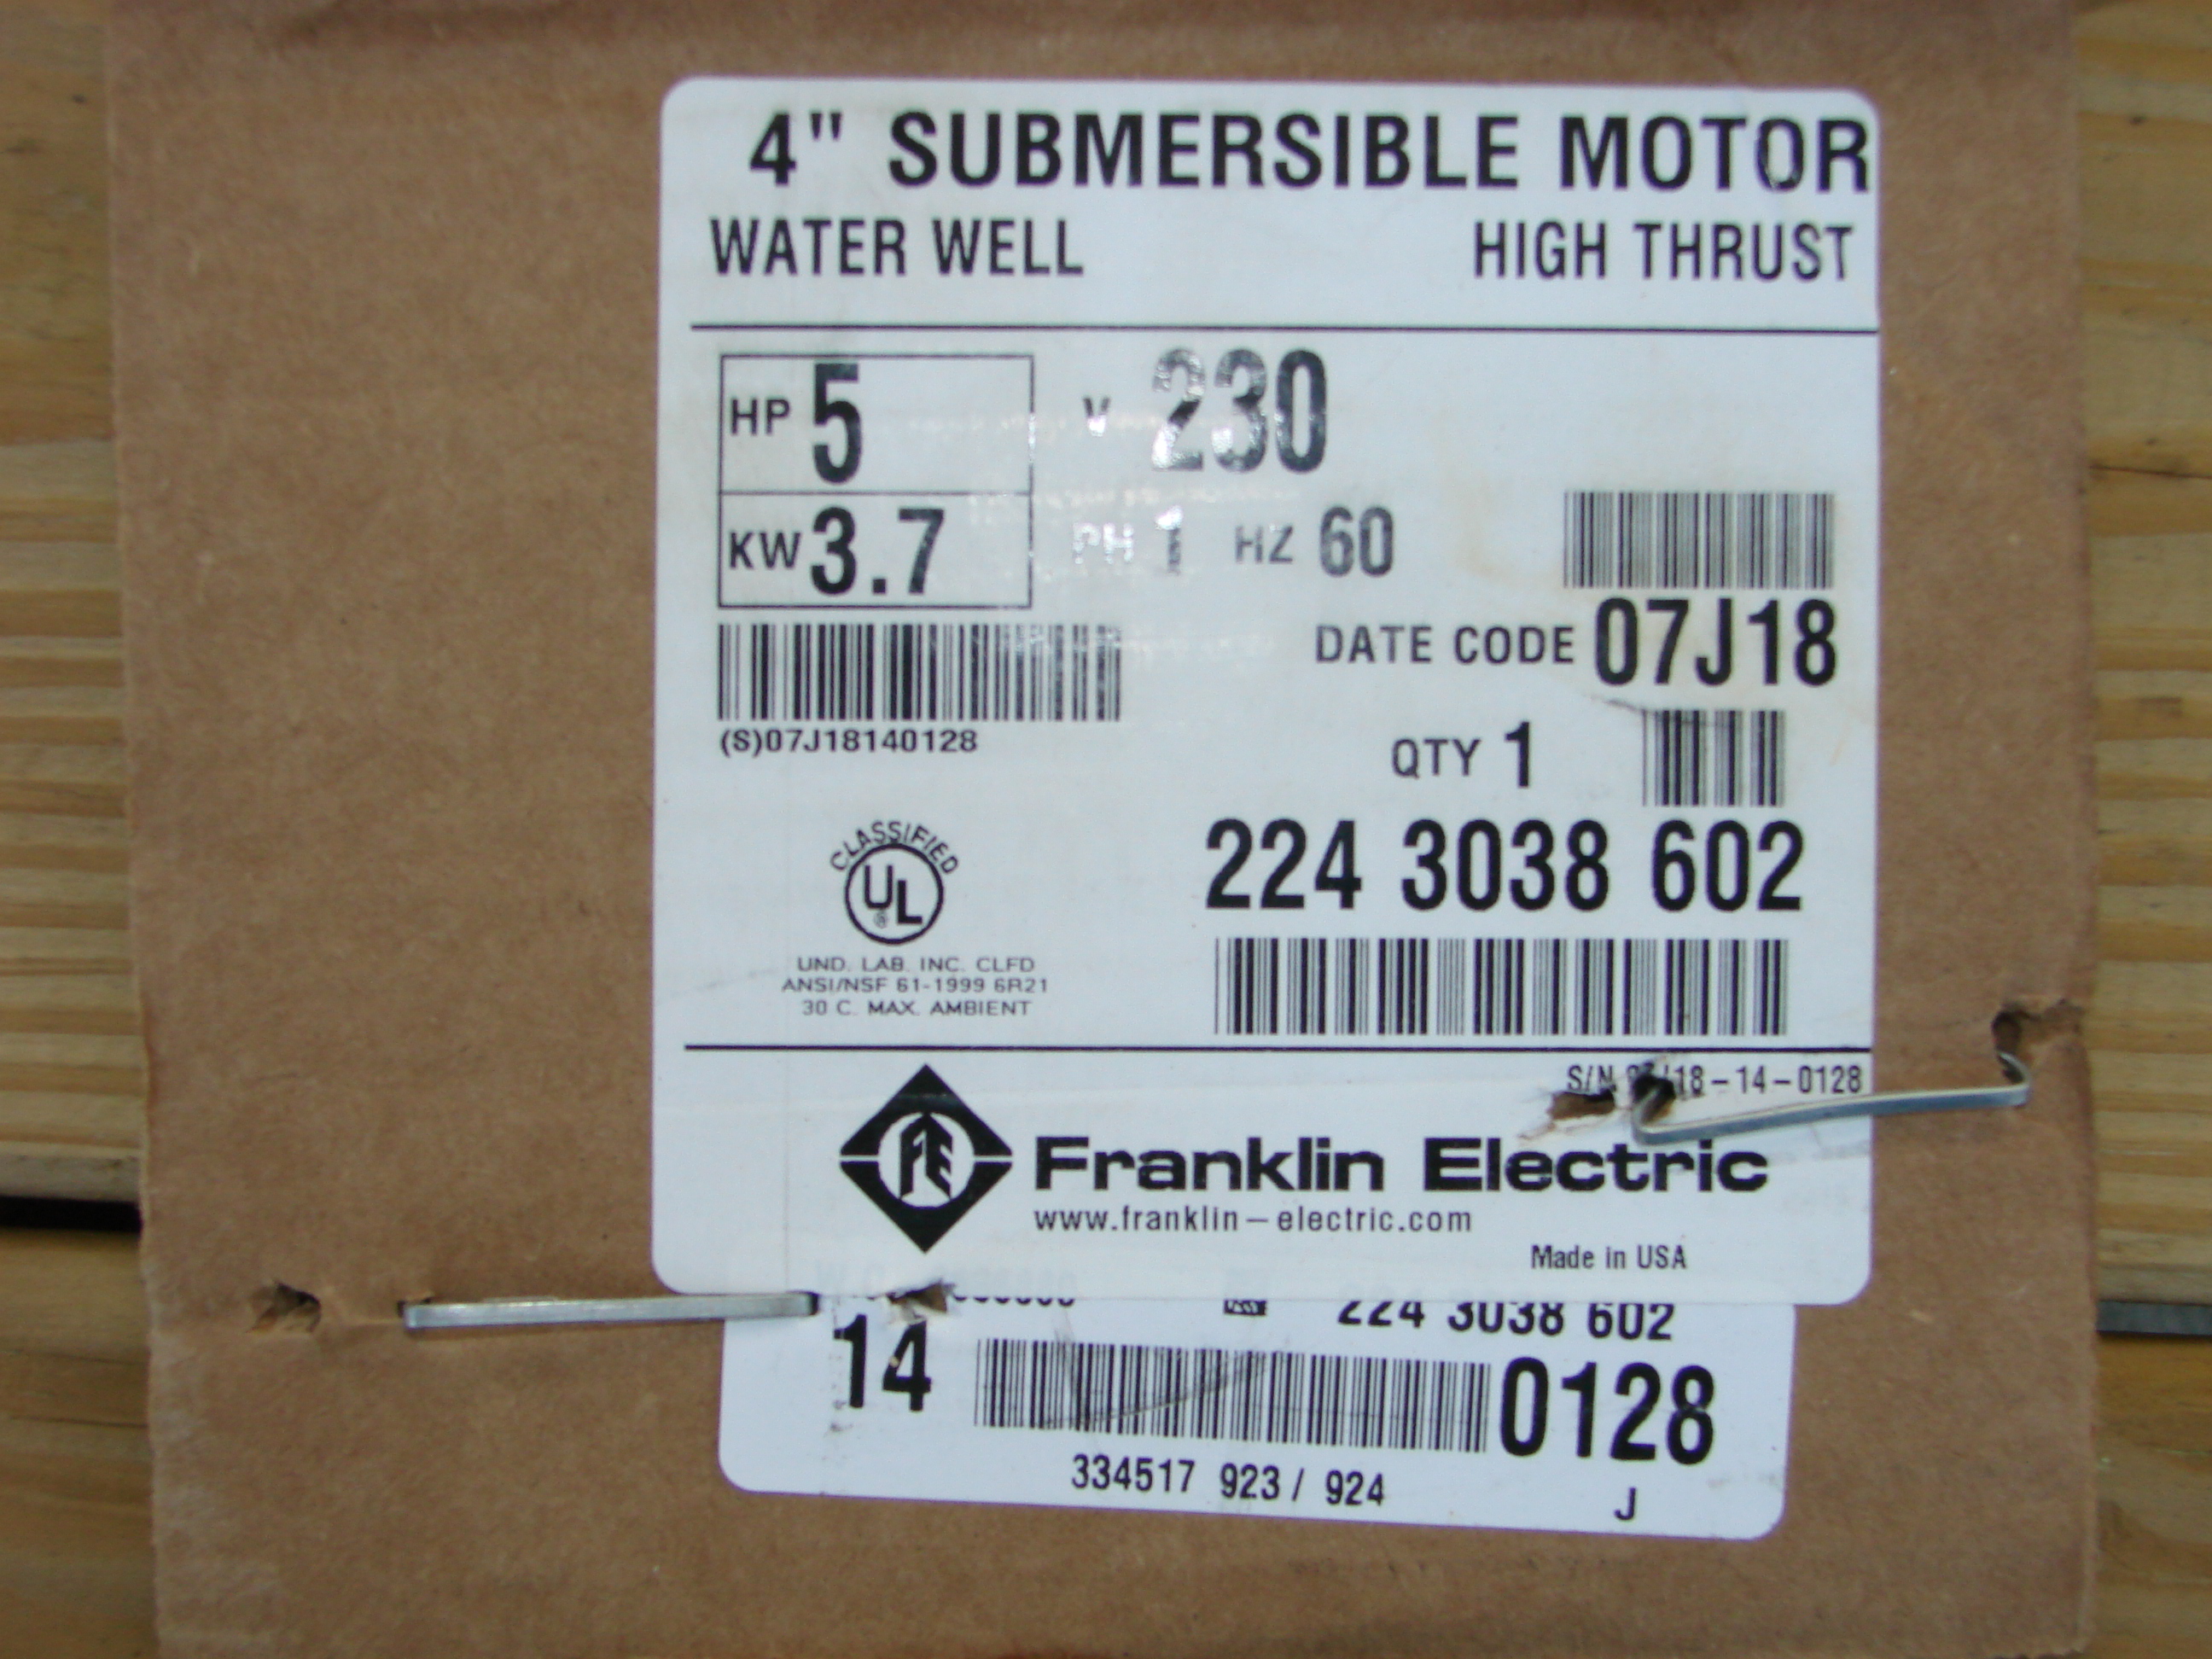 4" SUBMERSIBLE MOTOR
WATER WELL HIGH THRUST
HP 5 V 230
KW 3.7 PH 1 HZ 60
DATE CODE 07J18
(S)07J18140128
QTY 1
224 3038 602
CLASSIFIED
UL
®
UND. LAB. INC. CLFD
ANSI/NSF 61-1999 6R21
30 C. MAX. AMBIENT
S/N /18-14-0128
FE
Franklin Electric
www.franklin-electric.com
Made in USA
224 3038 602
14 0128
334517 923/ 924
J